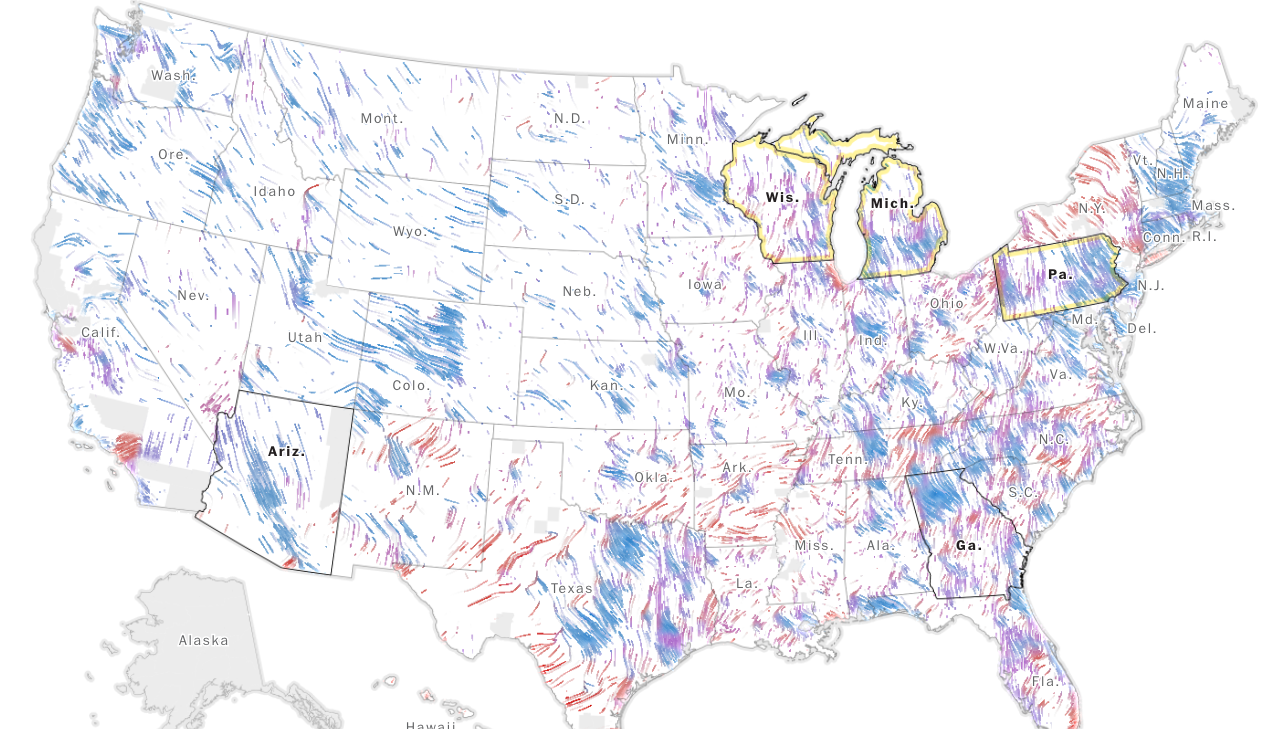 Wash.
Maine
Mont.
N.D.
Minn.
Ore.
Vt.
N.H.
Idaho
Wis.
Mich.
S.D.
N.Y.
Mass.
Wyo.
Conn.
R.I.
Pa.
Nev.
Neb.
Iowa
Ohio
N.J.
Calif.
Utah
Ill.
Ind.
Md.
Del.
W.Va.
Colo.
Kan.
Mo.
Ky.
Va.
Ariz.
N.C.
N.M.
Okla.
Ark.
Tenn.
S.C.
Miss.
Ala.
Ga.
Texas
La.
Alaska
Fla.
Hawaii